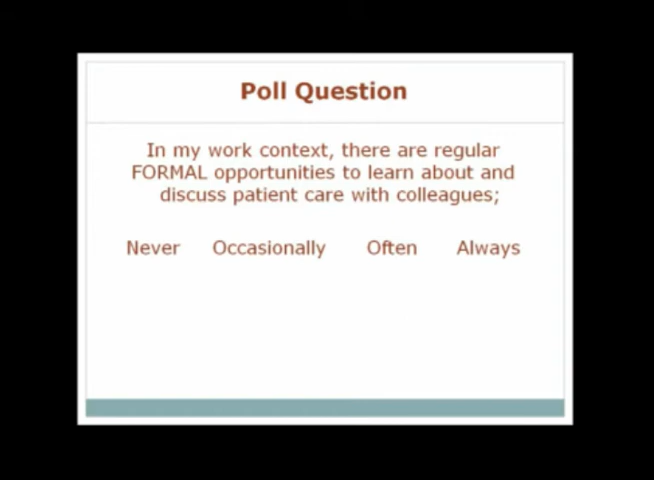 Poll Question
In my work context, there are regular
FORMAL opportunities to learn about and
discuss patient care with colleagues;
Never Occasionally Often Always